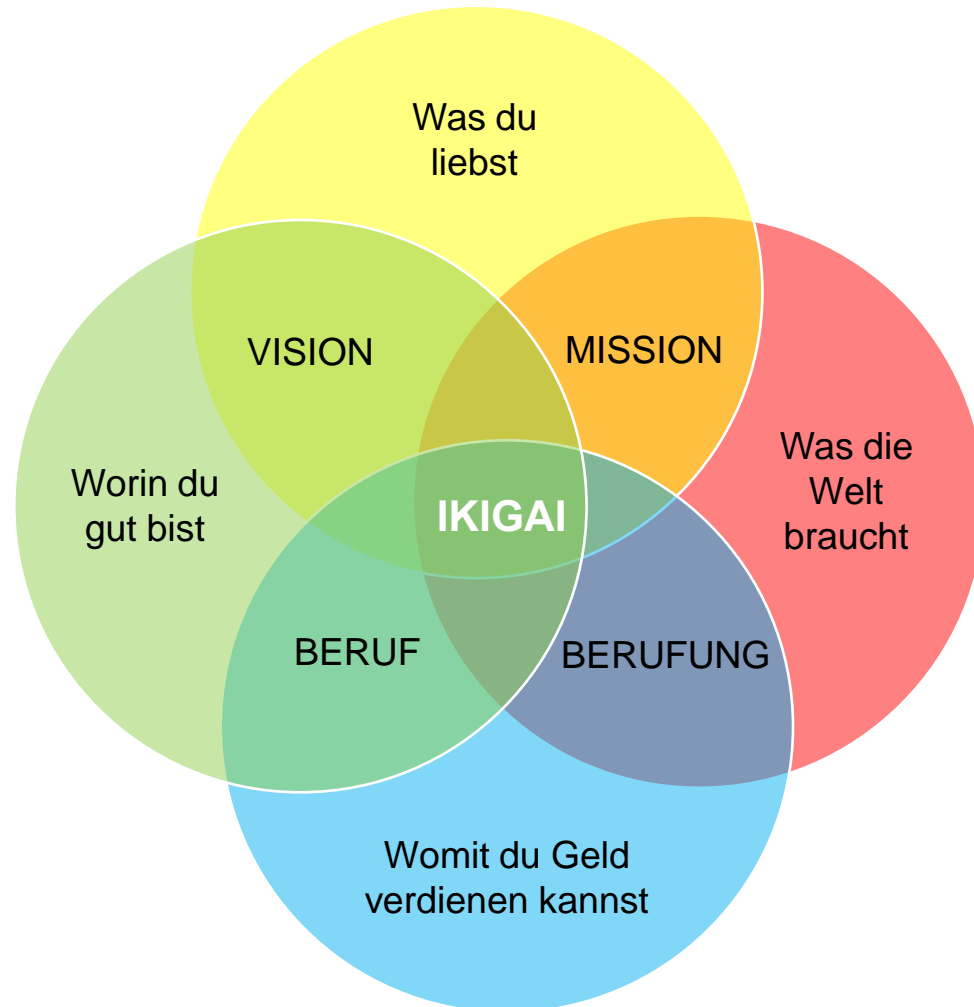 Was du
liebst
VISION
MISSION
Worin du
gut bist
Was die
Welt
braucht
IKIGAI
BERUF
BERUFUNG
Womit du Geld
verdienen kannst